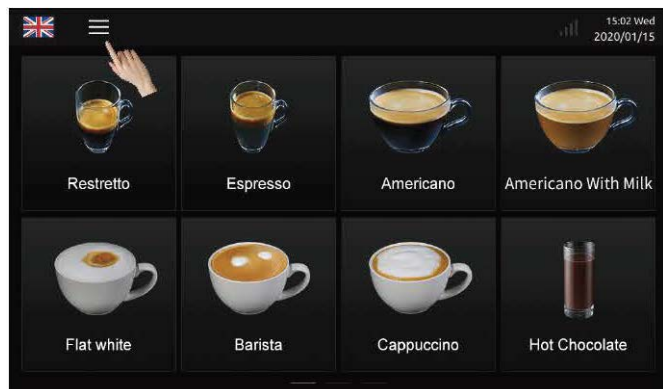 15:02 Wed
2020/01/15
Restretto
Espresso
Americano
Americano With Milk
Flat white
Barista
Cappuccino
Hot Chocolate